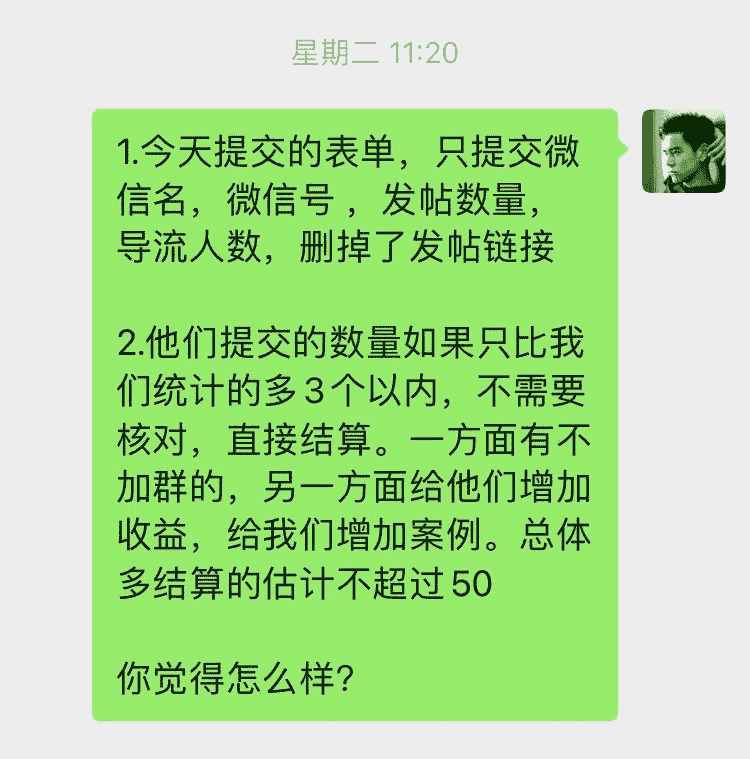 星期二 11:20
1.今天提交的表单，只提交微
信名，微信号，发帖数量，
导流人数，删掉了发帖链接
2.他们提交的数量如果只比我
们统计的多3个以内，不需要
核对，直接结算。一方面有不
加群的，另一方面给他们增加
收益，给我们增加案例。总体
多结算的估计不超过50
你觉得怎么样?